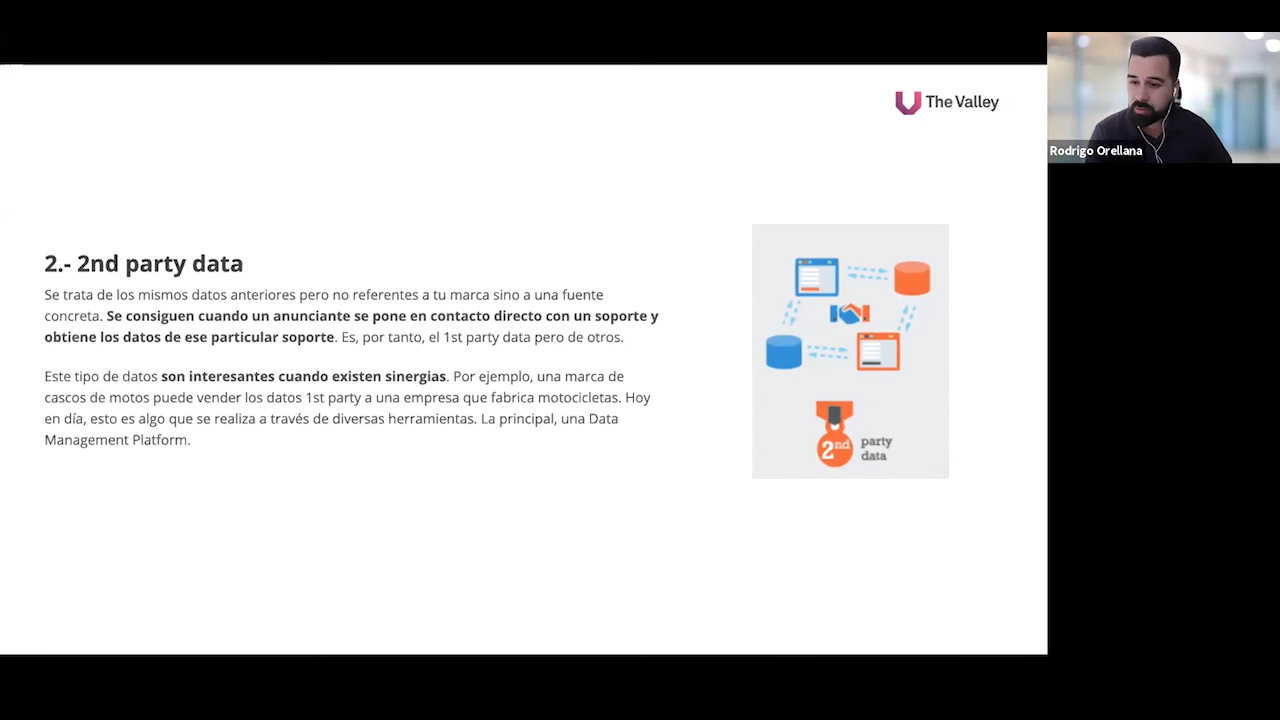 The Valley
Rodrigo Orellana
2.- 2nd party data
Se trata de los mismos datos anteriores pero no referentes a tu marca sino a una fuente
concreta. Se consiguen cuando un anunciante se pone en contacto directo con un soporte y
obtiene los datos de ese particular soporte. Es, por tanto, el 1st party data pero de otros.
Este tipo de datos son interesantes cuando existen sinergias. Por ejemplo, una marca de
cascos de motos puede vender los datos 1st party a una empresa que fabrica motocicletas. Hoy
en día, esto es algo que se realiza a través de diversas herramientas. La principal, una Data
Management Platform.
2nd party
data